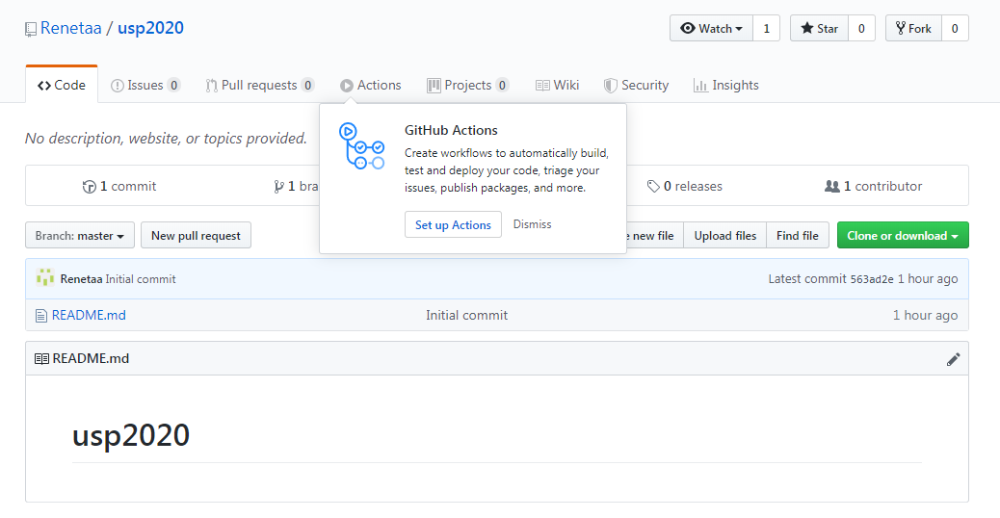 Renetaa / usp2020
Watch 1 Star 0 Fork 0
Code Issues 0 Pull requests 0 Actions Projects 0 Wiki Security Insights
GitHub Actions
Create workflows to automatically build,
test and deploy your code, triage your
issues, publish packages, and more.
Set up Actions Dismiss
No description, website, or topics provided.
1 commit 1 0 releases 1 contributor
Branch: master New pull request new file Upload files Find file Clone or download
Renetaa Initial commit Latest commit 563ad2e 1 hour ago
README.md Initial commit 1 hour ago
README.md
usp2020